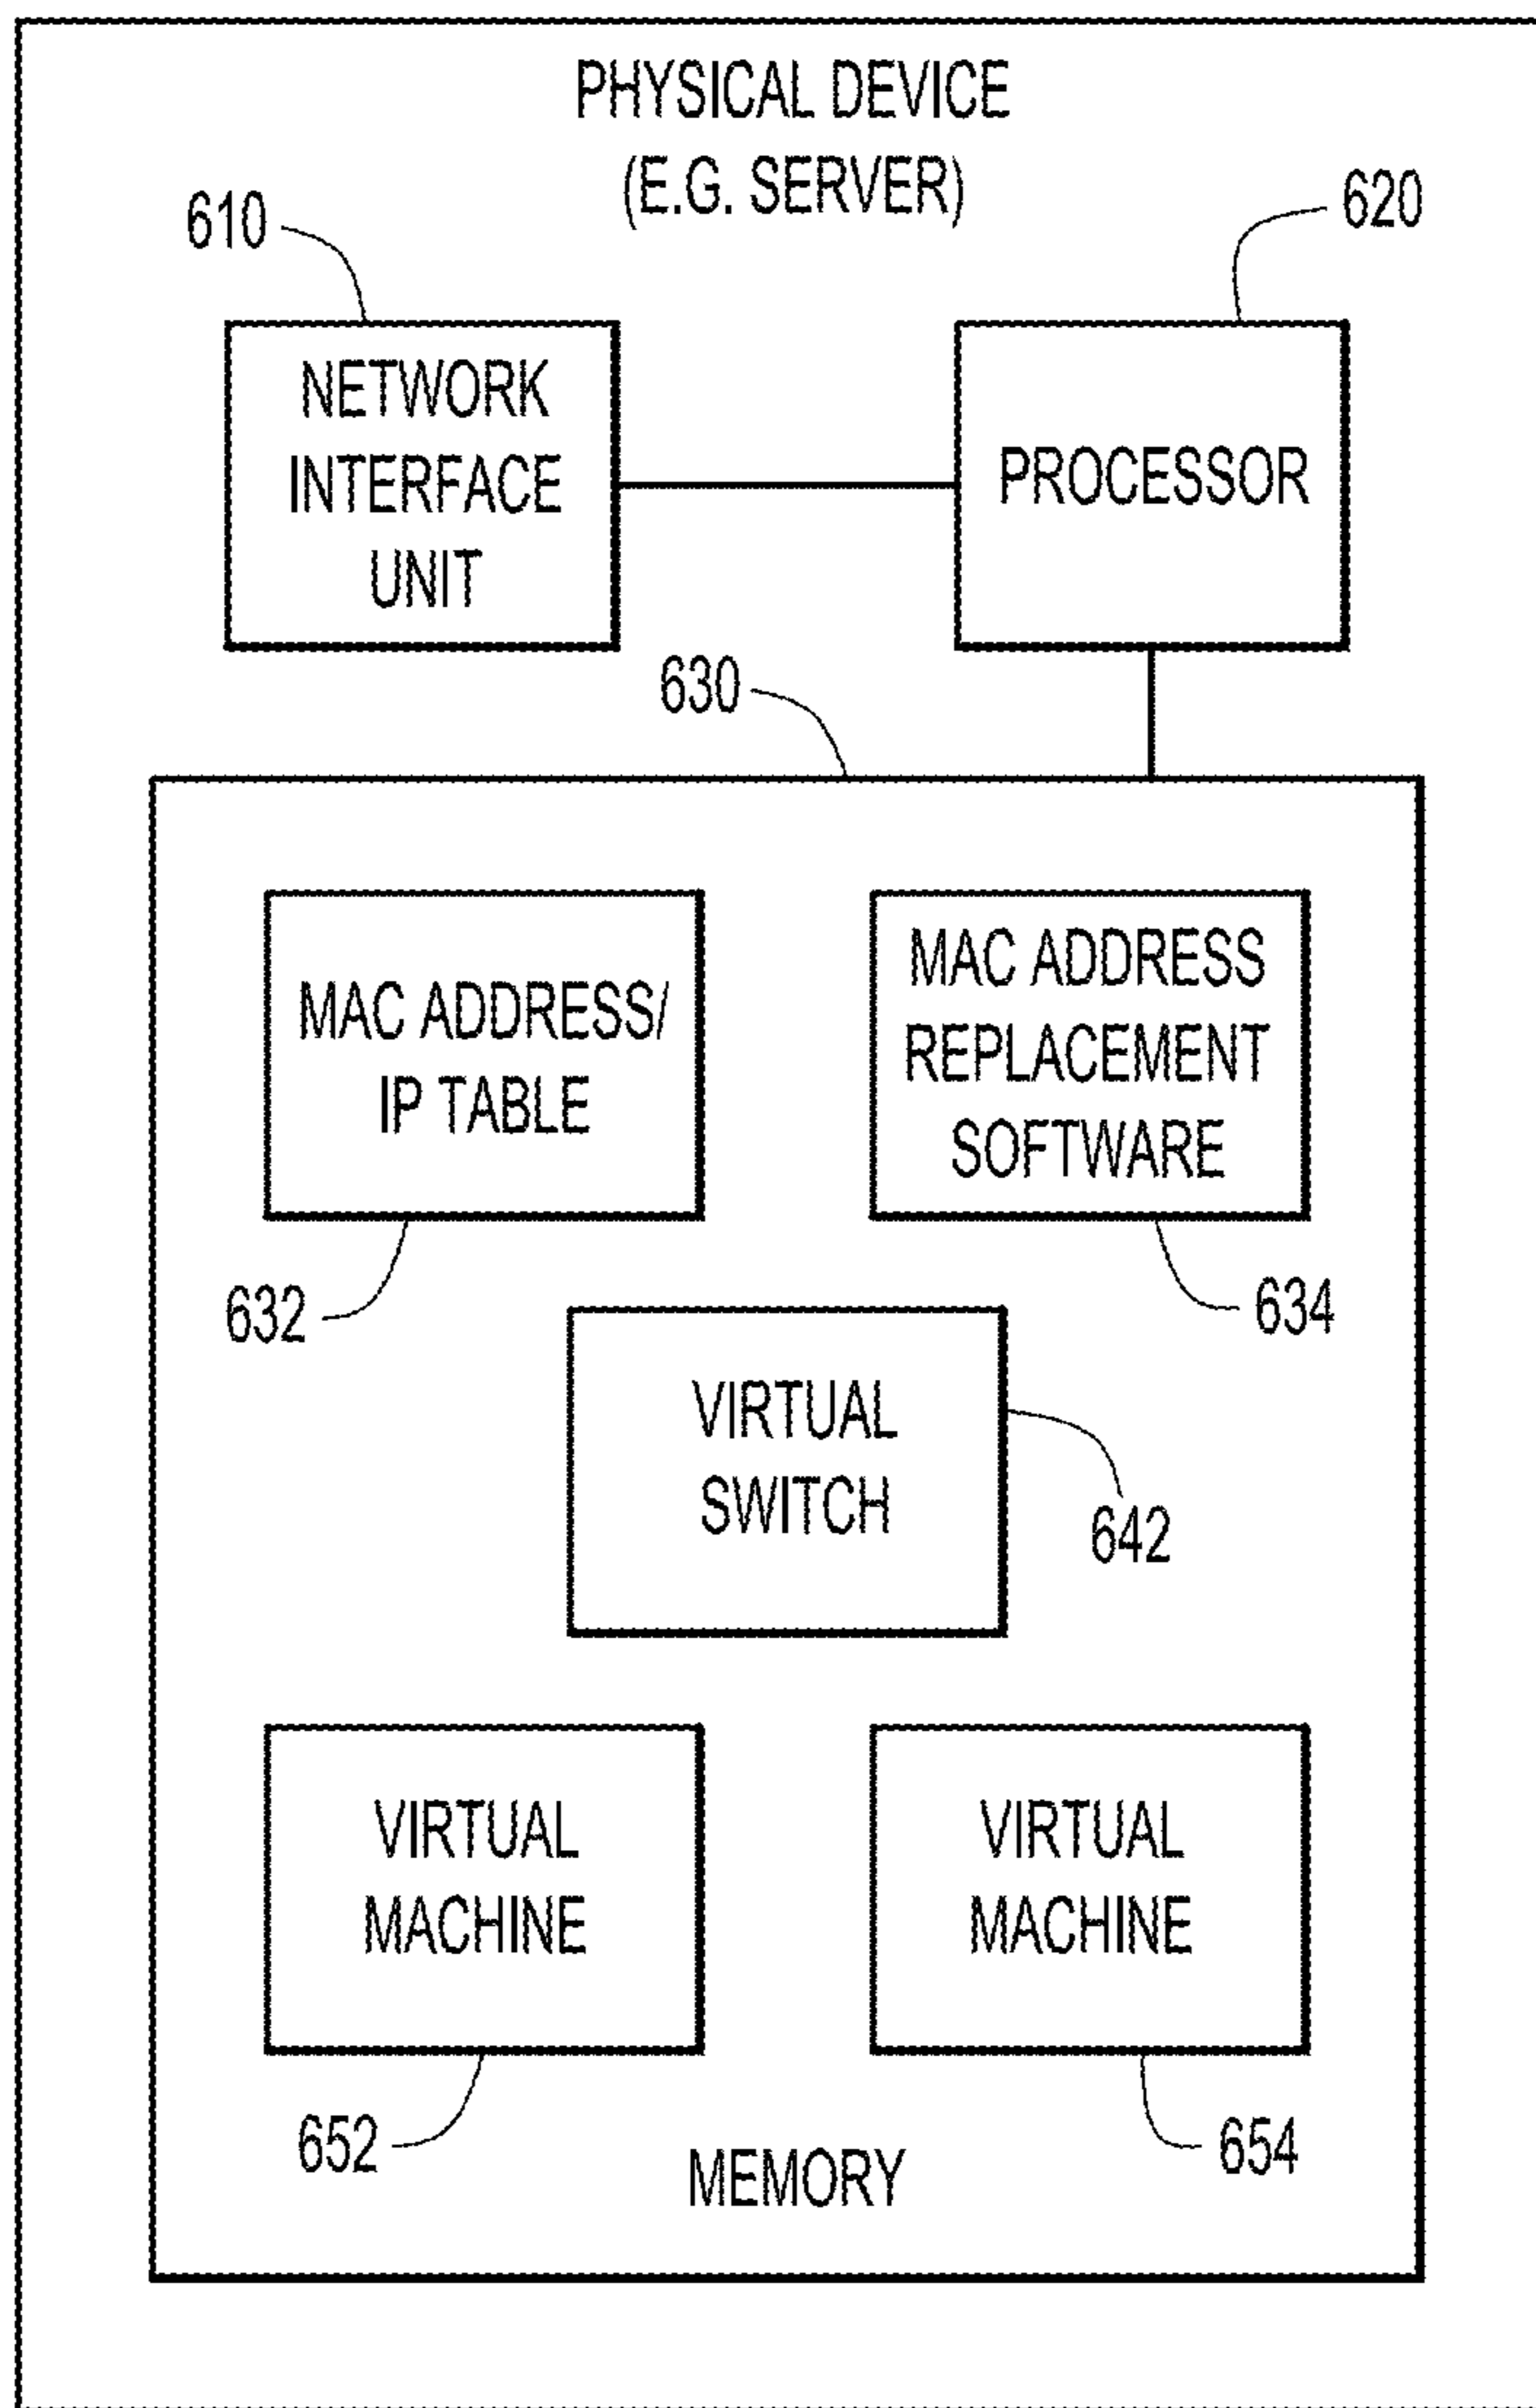 PHYSICAL DEVICE
(E.G. SERVER)
610
620
NETWORK
INTERFACE
UNIT
PROCESSOR
630
MAC ADDRESS/
IP TABLE
MAC ADDRESS
REPLACEMENT
SOFTWARE
632
634
VIRTUAL
SWITCH
642
VIRTUAL
MACHINE
VIRTUAL
MACHINE
652
654
MEMORY